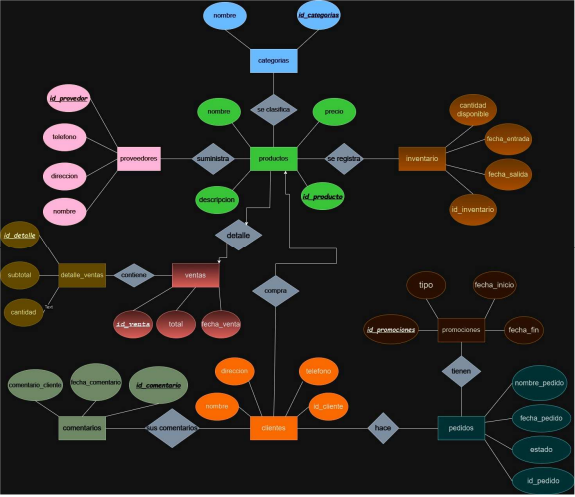 nombre
id_categorias
categorias
id_provedor
nombre
se clasifica
precio
cantidad
disponible
telefono
fecha_entrada
proveedores
suministra
productos
se registra
inventario
direccion
fecha_salida
descripcion
id_producto
nombre
id_inventario
id_detalle
detalle
subtotal
detalle_ventas
contiene
ventas
cantidad
Text
compra
tipo
fecha_inicio
id_venta
total
fecha_venta
id_promociones
promociones
fecha_fin
comentario_cliente
fecha_comentario
id_comentario
direccion
telefono
tienen
nombre_pedido
nombre
id_cliente
fecha_pedido
comentarios
sus comentarios
clientes
hace
pedidos
estado
id_pedido